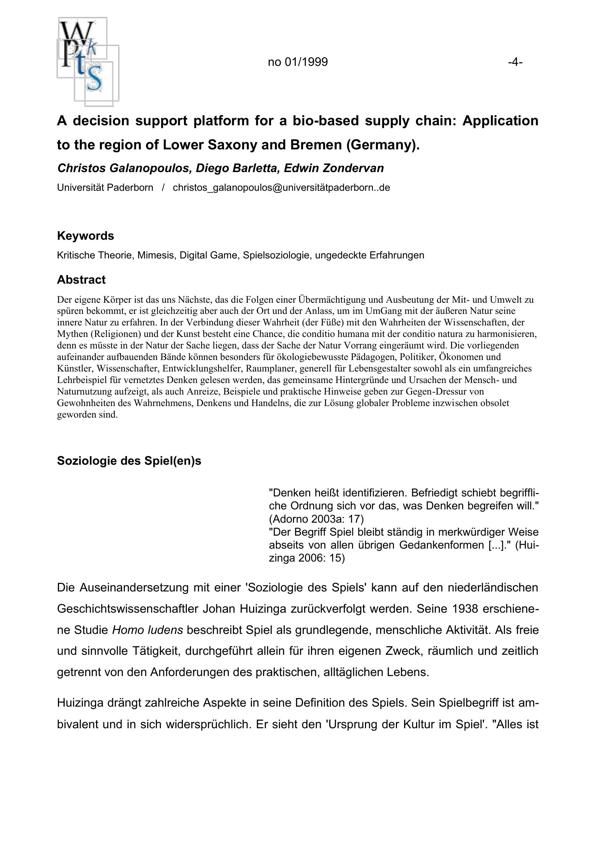 W
Pkt
tS
no 01/1999 -4-
A decision support platform for a bio-based supply chain: Application
to the region of Lower Saxony and Bremen (Germany).
Christos Galanopoulos, Diego Barletta, Edwin Zondervan
Universität Paderborn / christos_galanopoulos@universitätpaderborn..de
Keywords
Kritische Theorie, Mimesis, Digital Game, Spielsoziologie, ungedeckte Erfahrungen
Abstract
Der eigene Körper ist das uns Nächste, das die Folgen einer Übermächtigung und Ausbeutung der Mit- und Umwelt zu
spüren bekommt, er ist gleichzeitig aber auch der Ort und der Anlass, um im UmGang mit der äußeren Natur seine
innere Natur zu erfahren. In der Verbindung dieser Wahrheit (der Füße) mit den Wahrheiten der Wissenschaften, der
Mythen (Religionen) und der Kunst besteht eine Chance, die conditio humana mit der conditio natura zu harmonisieren,
denn es müsste in der Natur der Sache liegen, dass der Sache der Natur Vorrang eingeräumt wird. Die vorliegenden
aufeinander aufbauenden Bände können besonders für ökologiebewusste Pädagogen, Politiker, Ökonomen und
Künstler, Wissenschafter, Entwicklungshelfer, Raumplaner, generell für Lebensgestalter sowohl als ein umfangreiches
Lehrbeispiel für vernetztes Denken gelesen werden, das gemeinsame Hintergründe und Ursachen der Mensch- und
Naturnutzung aufzeigt, als auch Anreize, Beispiele und praktische Hinweise geben zur Gegen-Dressur von
Gewohnheiten des Wahrnehmens, Denkens und Handelns, die zur Lösung globaler Probleme inzwischen obsolet
geworden sind.
Soziologie des Spiel(en)s
"Denken heißt identifizieren. Befriedigt schiebt begriffli-
che Ordnung sich vor das, was Denken begreifen will."
(Adorno 2003a: 17)
"Der Begriff Spiel bleibt ständig in merkwürdiger Weise
abseits von allen übrigen Gedankenformen [...]." (Hui-
zinga 2006: 15)
Die Auseinandersetzung mit einer 'Soziologie des Spiels' kann auf den niederländischen
Geschichtswissenschaftler Johan Huizinga zurückverfolgt werden. Seine 1938 erschiene-
ne Studie Homo ludens beschreibt Spiel als grundlegende, menschliche Aktivität. Als freie
und sinnvolle Tätigkeit, durchgeführt allein für ihren eigenen Zweck, räumlich und zeitlich
getrennt von den Anforderungen des praktischen, alltäglichen Lebens.
Huizinga drängt zahlreiche Aspekte in seine Definition des Spiels. Sein Spielbegriff ist am-
bivalent und in sich widersprüchlich. Er sieht den 'Ursprung der Kultur im Spiel'. "Alles ist